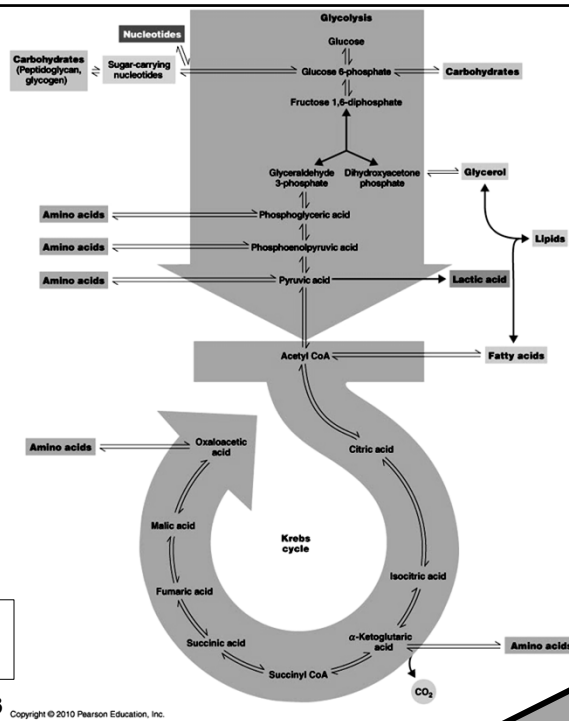 Glycolysis
Nucleotides
Glucose
Carbohydrates
(Peptidoglycan,
glycogen)
Sugar-carrying
nucleotides
Glucose 6-phosphate
Carbohydrates
Fructose 1,6-diphosphate
Glyceraldehyde
3-phosphate
Dihydroxyacetone
phosphate
Glycerol
Amino acids
Phosphoglyceric acid
Lipids
Amino acids
Phosphoenolpyruvic acid
Amino acids
Pyruvic acid
Lactic acid
Acetyl CoA
Fatty acids
Amino acids
Oxaloacetic
acid
Citric acid
Malic acid
Krebs
cycle
Isocitric acid
Fumaric acid
Succinic acid
α-Ketoglutaric
acid
Amino acids
Succinyl CoA
CO₂
Copyright © 2010 Pearson Education, Inc.